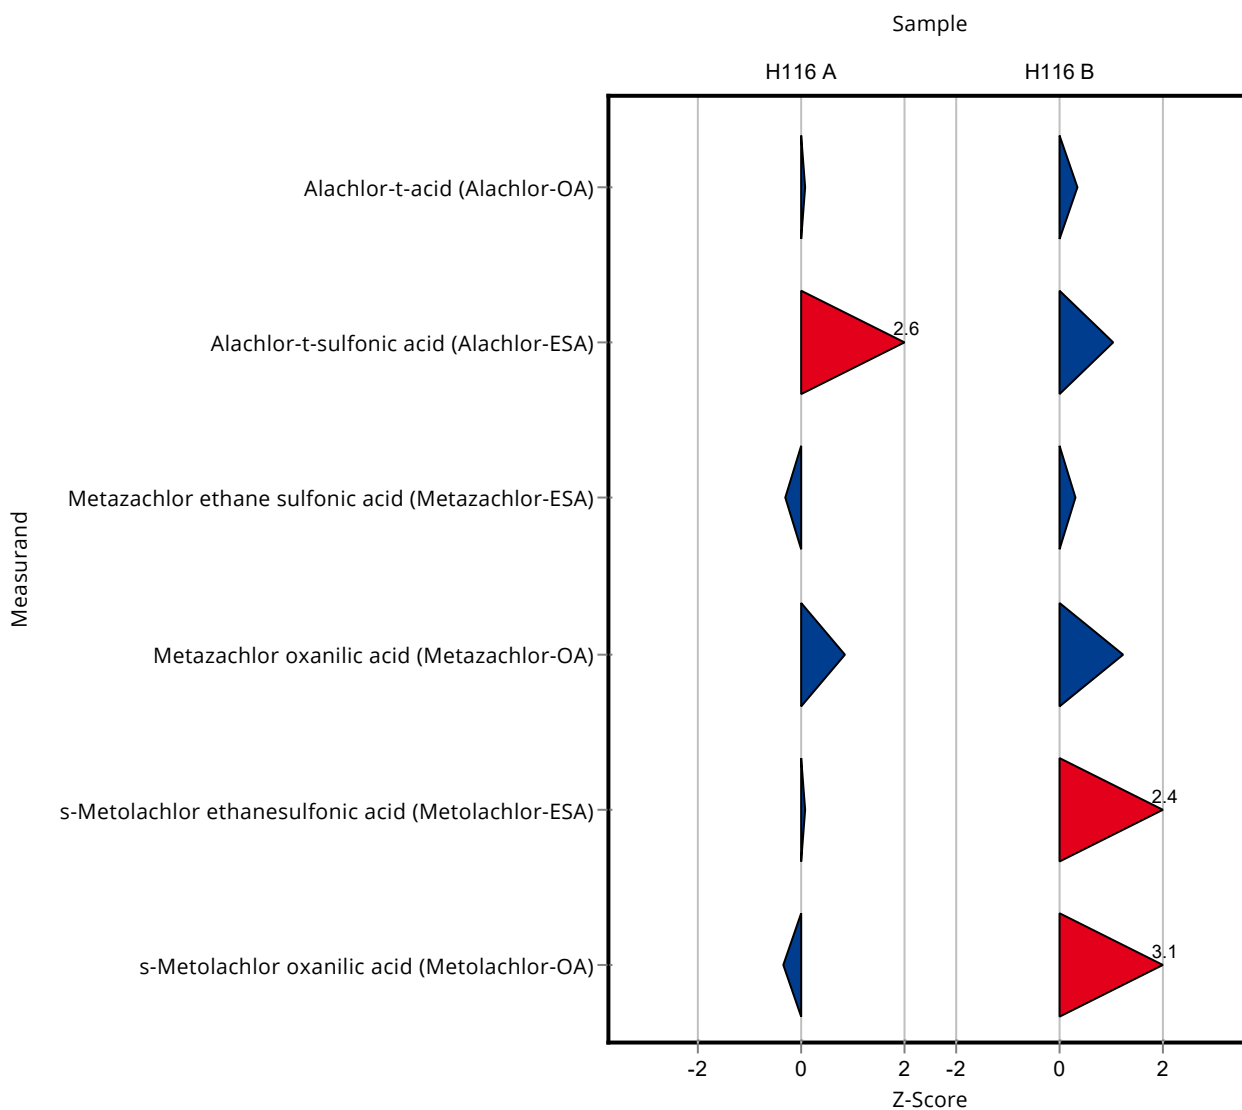 Sample
H116 A
H116 B
Alachlor-t-acid (Alachlor-OA)
Alachlor-t-sulfonic acid (Alachlor-ESA)
2.6
Metazachlor ethane sulfonic acid (Metazachlor-ESA)
Measurand
Metazachlor oxanilic acid (Metazachlor-OA)
s-Metolachlor ethanesulfonic acid (Metolachlor-ESA)
2.4
s-Metolachlor oxanilic acid (Metolachlor-OA)
3.1
-2 0 2 -2 0 2
Z-Score